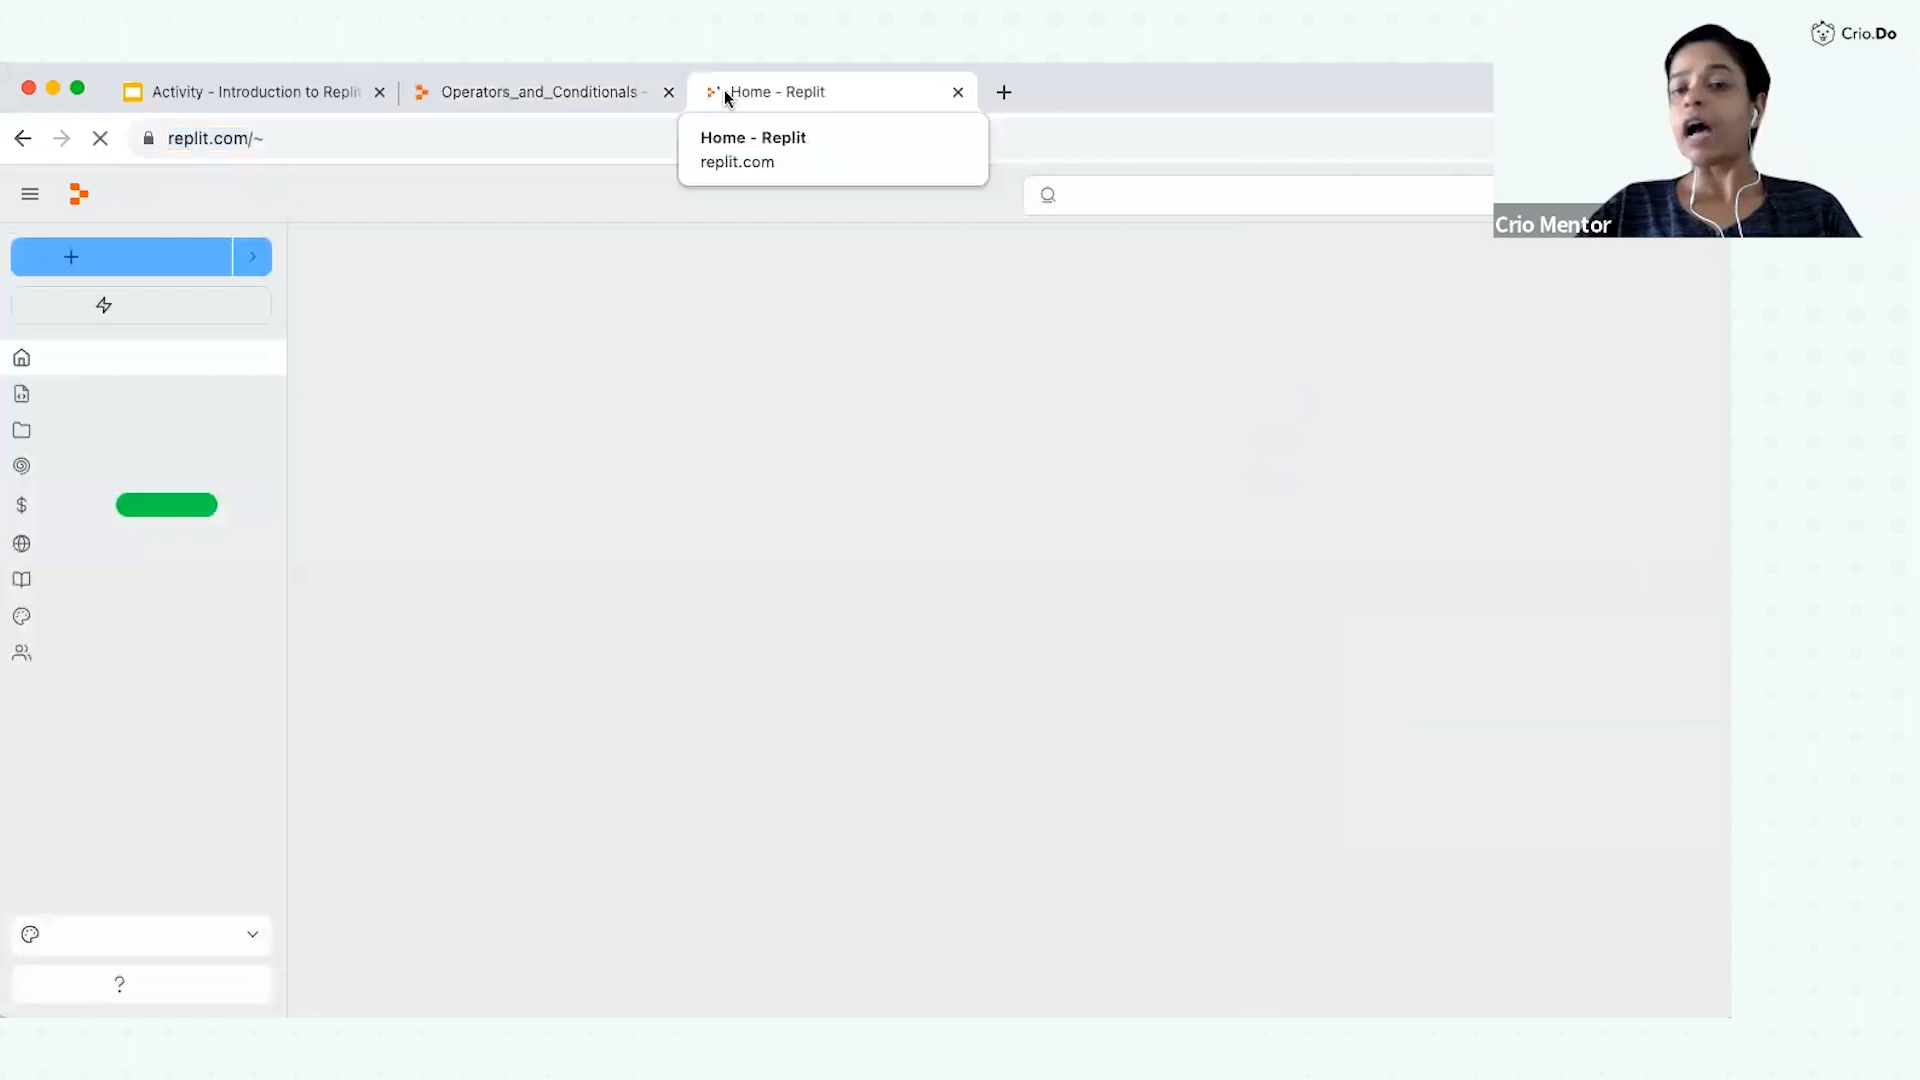 Crio.Do
Activity - Introduction to Replit
Operators_and_Conditionals -
Home - Replit
replit.com/~
Home - Replit
replit.com
Crio Mentor